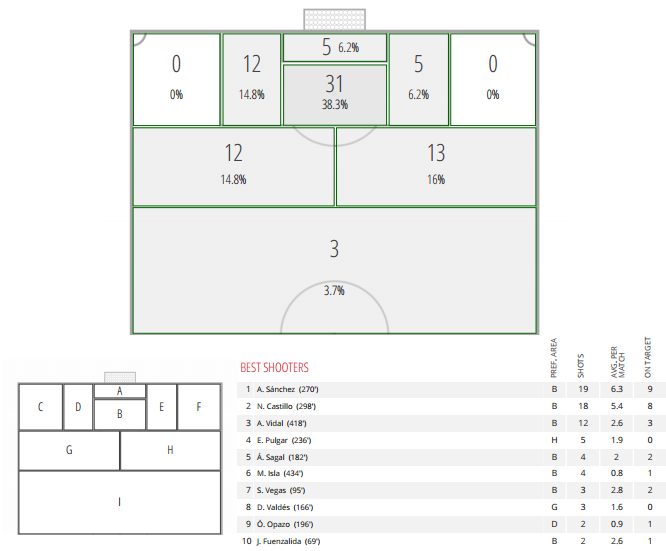 5 6.2%
0 12 31 5 0
0% 14.8% 38.3% 6.2% 0%
12 13
14.8% 16%
3
3.7%
PREF. AREA SHOTS AVG. PER MATCH ON TARGET
BEST SHOOTERS
1 A. Sánchez (270') B 19 6.3 9
2 N. Castillo (298') B 18 5.4 8
3 A. Vidal (418') B 12 2.6 3
4 E. Pulgar (236') H 5 1.9 0
5 Á. Sagal (182') B 4 2 2
6 M. Isla (434') B 4 0.8 1
7 S. Vegas (95') B 3 2.8 2
8 D. Valdés (166') G 3 1.6 0
9 Ó. Opazo (196') D 2 0.9 1
10 J. Fuenzalida (69') B 2 2.6 1
A
C D B E F
G H
I